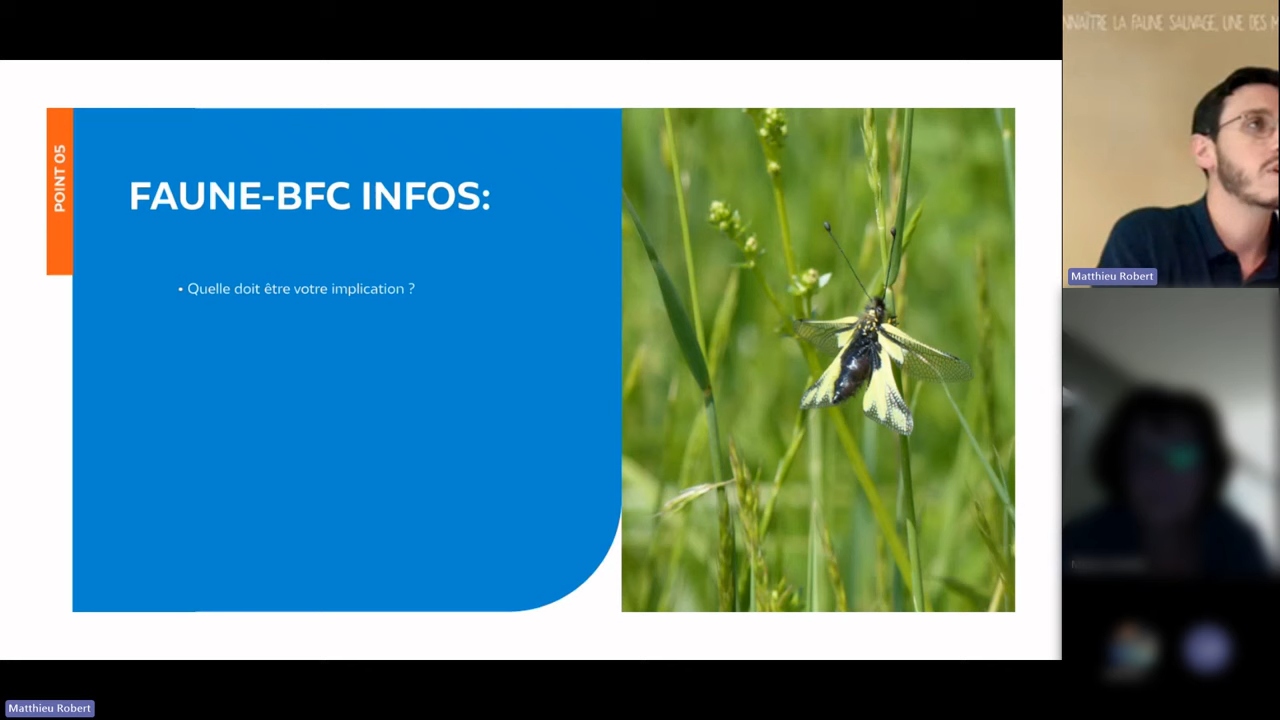 NNAÎTRE LA FAUNE SAUVAGE, UNE DES M
POINT 05
FAUNE-BFC INFOS:
• Quelle doit être votre implication ?
Matthieu Robert
Matthieu Robert